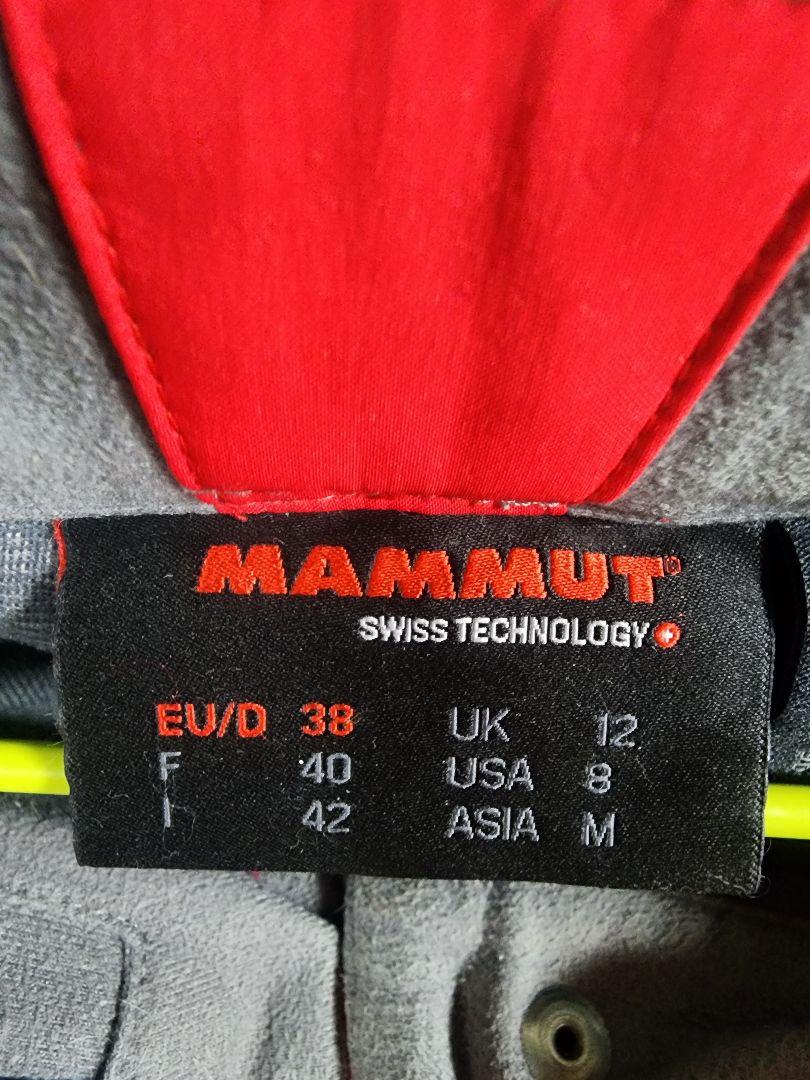 MAMMUT®
SWISS TECHNOLOGY
EU/D 38 UK 12
F 40 USA 8
I 42 ASIA M